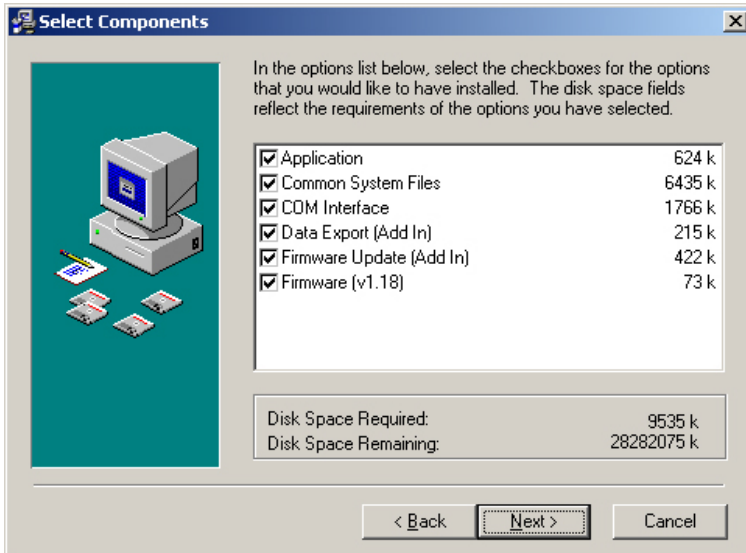 Select Components
In the options list below, select the checkboxes for the options
that you would like to have installed. The disk space fields
reflect the requirements of the options you have selected.
Application 624 k
Common System Files 6435 k
COM Interface 1766 k
Data Export (Add In) 215 k
Firmware Update (Add In) 422 k
Firmware (v1.18) 73 k
Disk Space Required: 9535 k
Disk Space Remaining: 28282075 k
< Back Next > Cancel